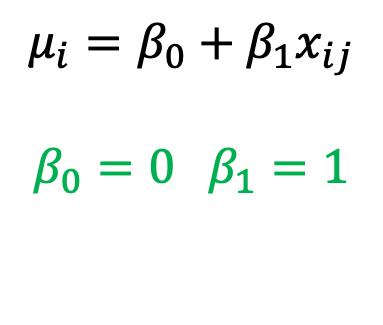 μᵢ = β₀ + β₁xᵢⱼ
β₀ = 0 β₁ = 1